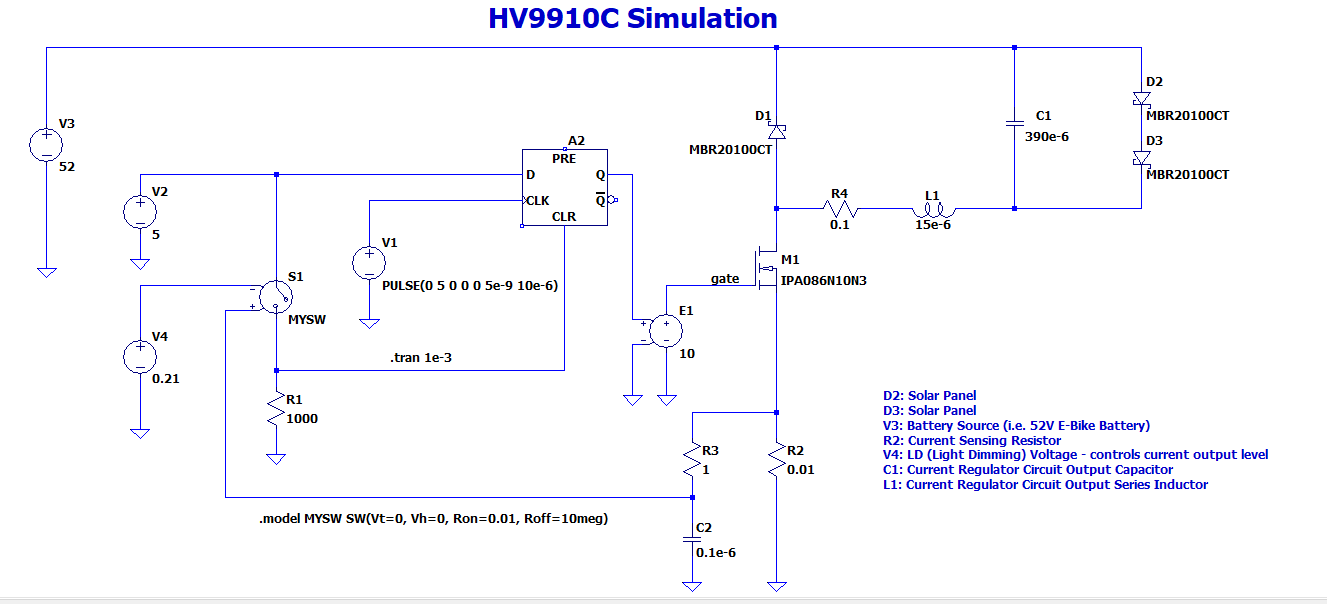 HV9910C Simulation
V3
52
V2
5
V4
0.21
S1
MYSW
R1
1000
V1
PULSE(0 5 0 0 0 5e-9 10e-6)
.tran 1e-3
A2
PRE
D
Q
CLK
Q
CLR
E1
10
gate
M1
IPA086N10N3
D1
MBR20100CT
R4
0.1
L1
15e-6
C1
390e-6
D2
MBR20100CT
D3
MBR20100CT
R3
1
R2
0.01
C2
0.1e-6
.model MYSW SW(Vt=0, Vh=0, Ron=0.01, Roff=10meg)
D2: Solar Panel
D3: Solar Panel
V3: Battery Source (i.e. 52V E-Bike Battery)
R2: Current Sensing Resistor
V4: LD (Light Dimming) Voltage - controls current output level
C1: Current Regulator Circuit Output Capacitor
L1: Current Regulator Circuit Output Series Inductor